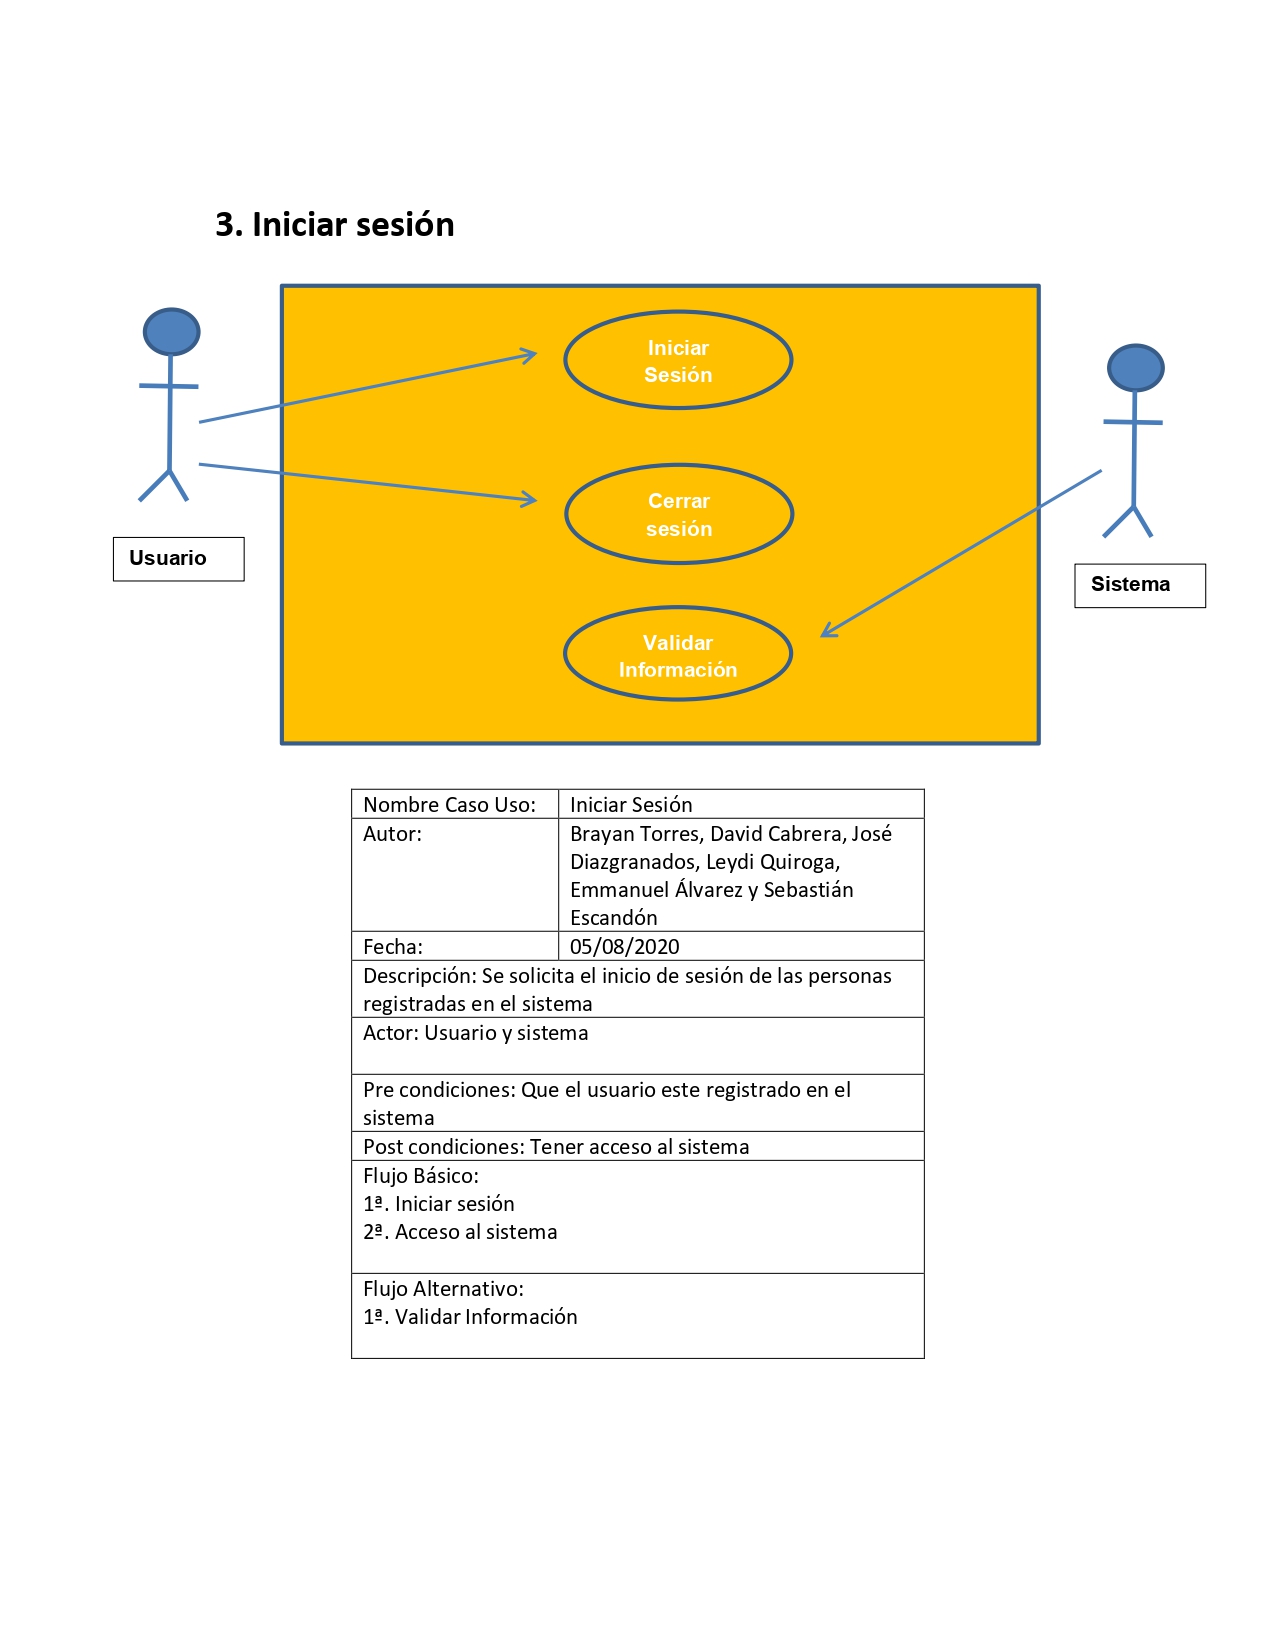 3. Iniciar sesión
Iniciar
Sesión
Cerrar
sesión
Usuario
Sistema
Validar
Información
Nombre Caso Uso: Iniciar Sesión
Autor: Brayan Torres, David Cabrera, José
Diazgranados, Leydi Quiroga,
Emmanuel Álvarez y Sebastián
Escandón
Fecha: 05/08/2020
Descripción: Se solicita el inicio de sesión de las personas
registradas en el sistema
Actor: Usuario y sistema
Pre condiciones: Que el usuario este registrado en el
sistema
Post condiciones: Tener acceso al sistema
Flujo Básico:
1ª. Iniciar sesión
2ª. Acceso al sistema
Flujo Alternativo:
1ª. Validar Información